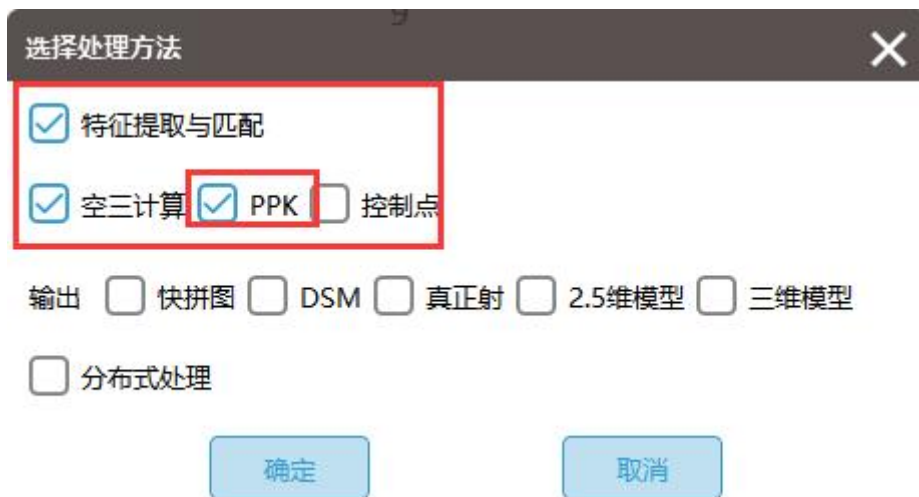 选择处理方法
特征提取与匹配
空三计算 PPK 控制点
输出 快拼图 DSM 真正射 2.5维模型 三维模型
分布式处理
确定 取消